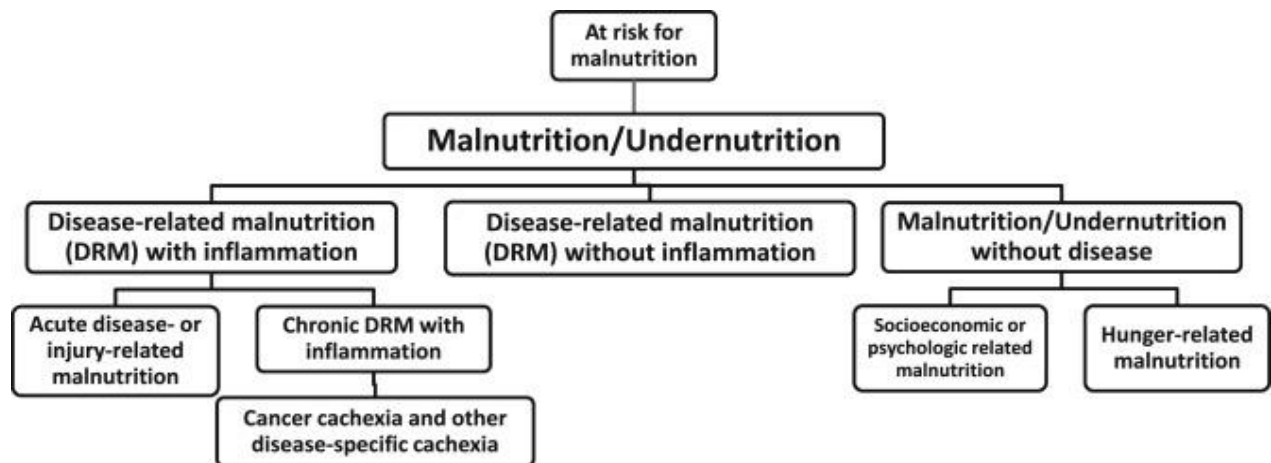 At risk for
malnutrition
Malnutrition/Undernutrition
Disease-related malnutrition
(DRM) with inflammation
Disease-related malnutrition
(DRM) without inflammation
Malnutrition/Undernutrition
without disease
Acute disease- or
injury-related
malnutrition
Chronic DRM with
inflammation
Socioeconomic or
psychologic related
malnutrition
Hunger-related
malnutrition
Cancer cachexia and other
disease-specific cachexia